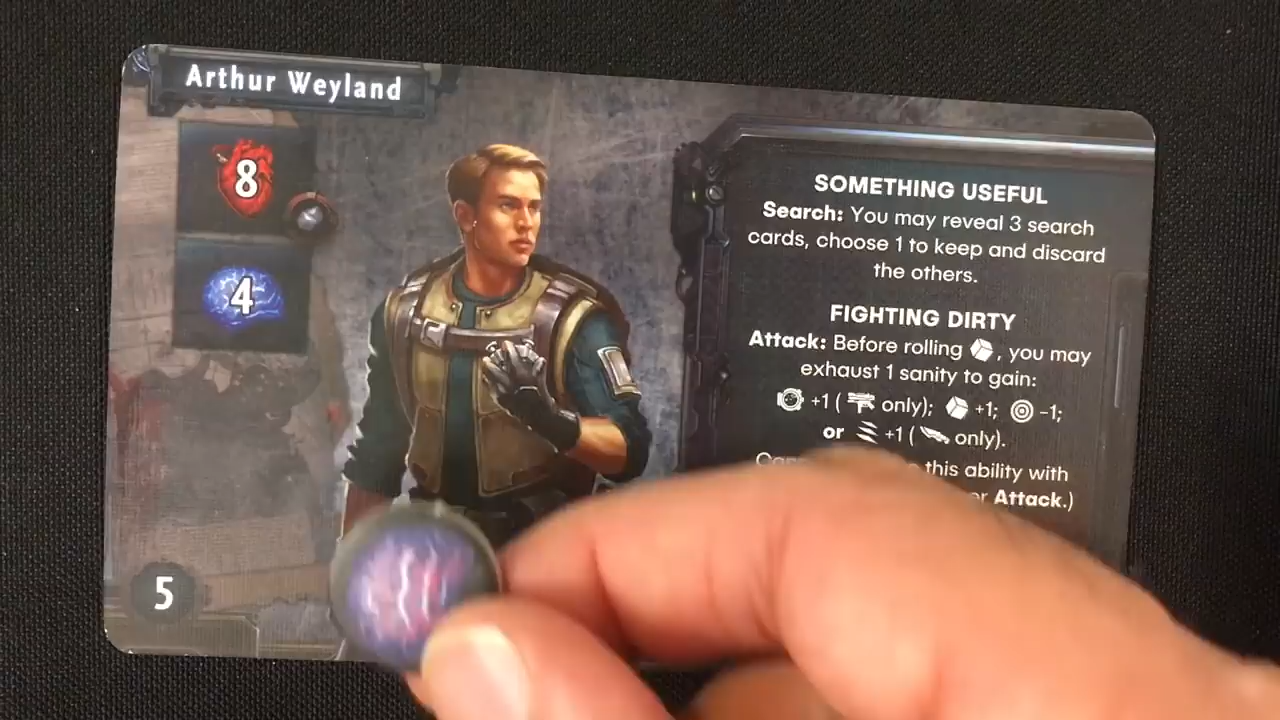 Arthur Weyland
8
4
5
SOMETHING USEFUL
Search: You may reveal 3 search
cards, choose 1 to keep and discard
the others.
FIGHTING DIRTY
Attack: Before rolling , you may
exhaust 1 sanity to gain:
+1 ( only); +1; -1;
or +1 ( only).
this ability with
Attack.)